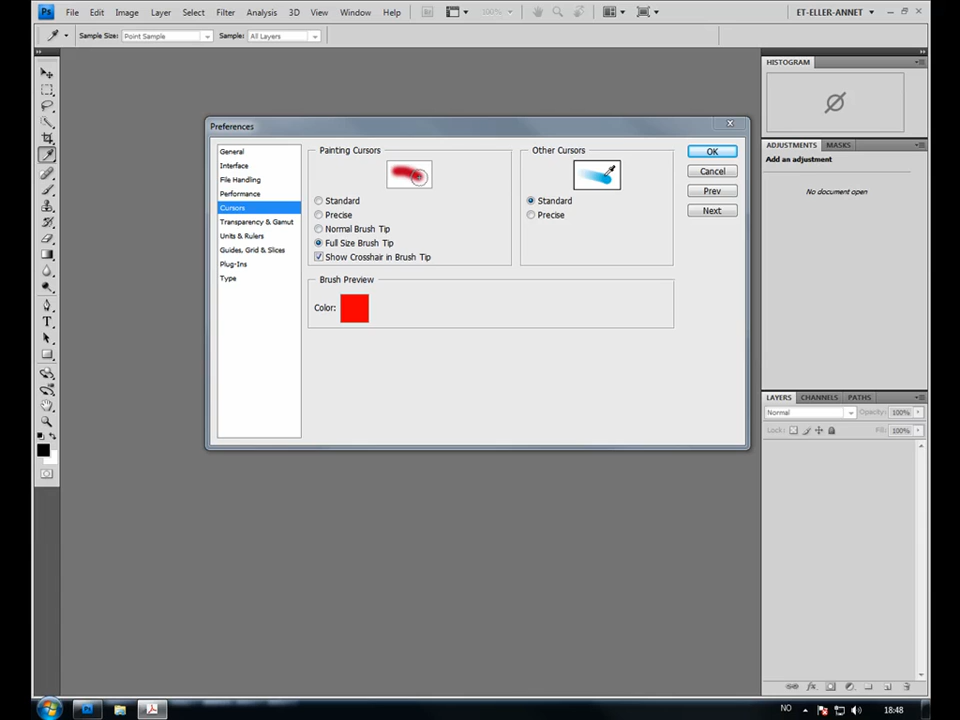 Ps File Edit Image Layer Select Filter Analysis 3D View Window Help Br 100% ET-ELLER-ANNET
Sample Size: Point Sample Sample: All Layers
HISTOGRAM
ADJUSTMENTS MASKS
Add an adjustment
No document open
Preferences
General
Interface
File Handling
Performance
Cursors
Transparency & Gamut
Units & Rulers
Guides, Grid & Slices
Plug-Ins
Type
Painting Cursors
Standard
Precise
Normal Brush Tip
Full Size Brush Tip
Show Crosshair in Brush Tip
Other Cursors
Standard
Precise
Brush Preview
Color:
OK
Cancel
Prev
Next
LAYERS CHANNELS PATHS
Normal Opacity: 100%
Lock: Fill: 100%
NO 18:48